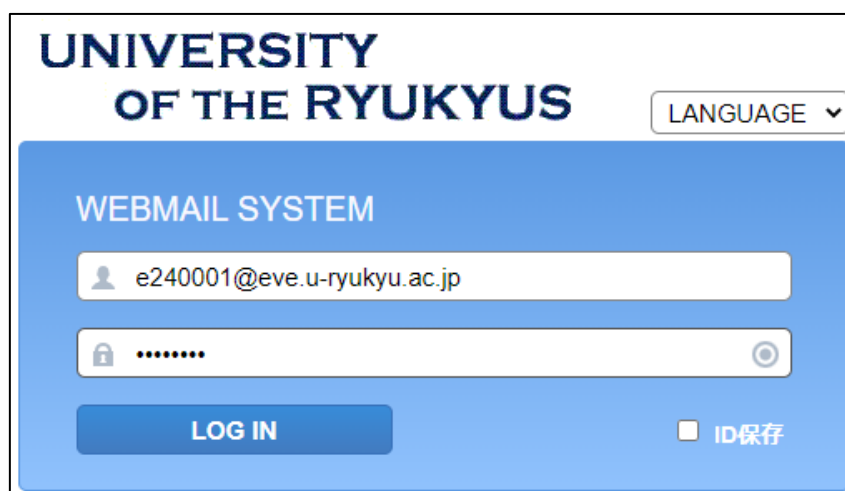 UNIVERSITY
OF THE RYUKYUS
LANGUAGE
WEBMAIL SYSTEM
e240001@eve.u-ryukyu.ac.jp
••••••••
LOG IN
ID保存